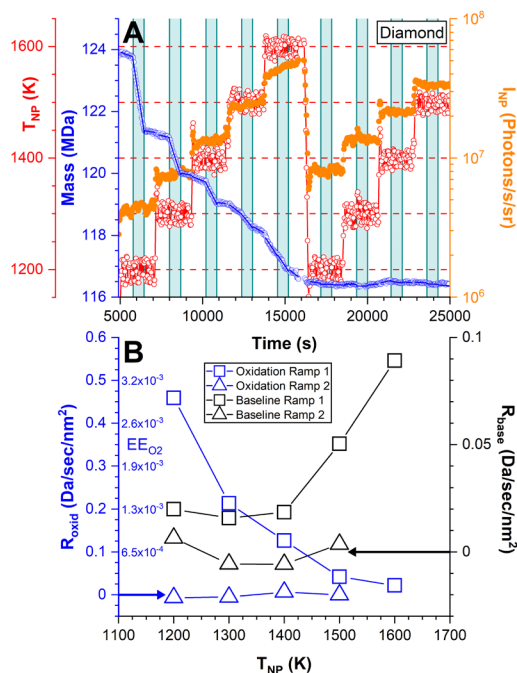 A
Diamond
T_NP (K)
1600
1400
1200
Mass (MDa)
124
122
120
118
116
I_NP (Photons/s/sr)
10^8
10^7
10^6
5000 10000 15000 20000 25000
Time (s)
B
R_oxid (Da/sec/nm^2)
0.6
0.5
0.4
0.3
0.2
0.1
0
3.2x10^-3
2.6x10^-3
EE_O2
1.9x10^-3
1.3x10^-3
6.5x10^-4
Oxidation Ramp 1
Oxidation Ramp 2
Baseline Ramp 1
Baseline Ramp 2
R_base (Da/sec/nm^2)
0.1
0.05
0
1100 1200 1300 1400 1500 1600 1700
T_NP (K)